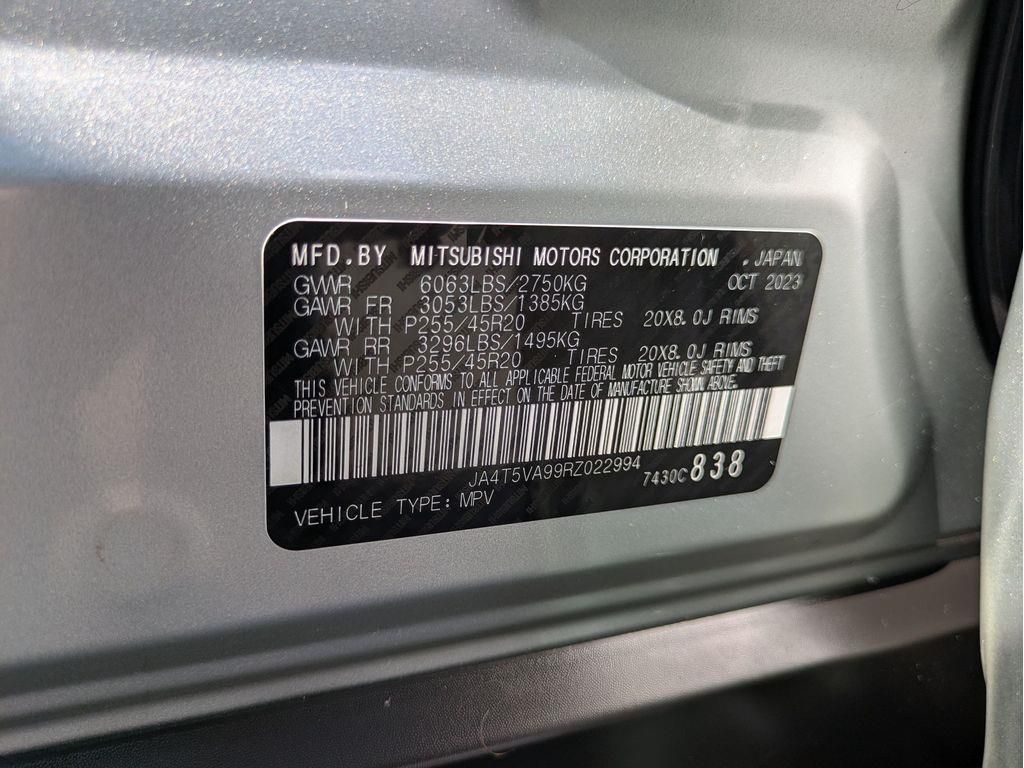 MFD.BY MITSUBISHI MOTORS CORPORATION .JAPAN
GVWR 6063LBS/2750KG OCT 2023
GAWR FR 3053LBS/1385KG
WITH P255/45R20 TIRES 20X8.0J RIMS
GAWR RR 3296LBS/1495KG
WITH P255/45R20 TIRES 20X8.0J RIMS
THIS VEHICLE CONFORMS TO ALL APPLICABLE FEDERAL MOTOR VEHICLE SAFETY AND THEFT
PREVENTION STANDARDS IN EFFECT ON THE DATE OF MANUFACTURE SHOWN ABOVE.
JA4T5VA99RZ022994 7430C 838
VEHICLE TYPE: MPV